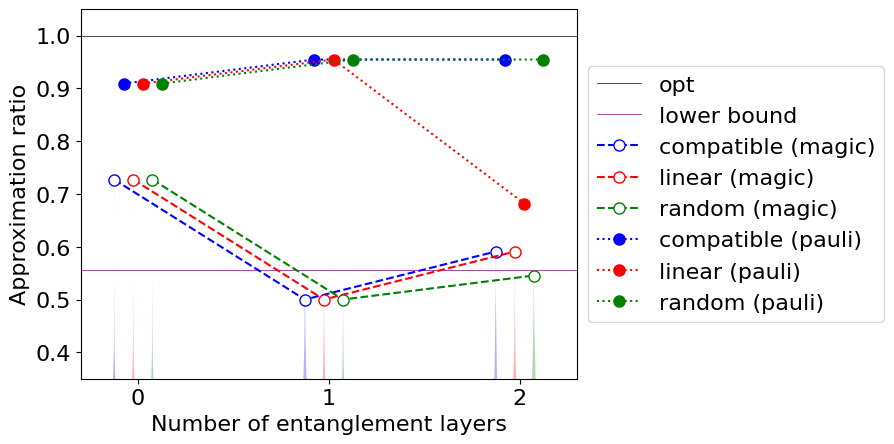 1.0
0.9
0.8
0.7
0.6
0.5
0.4
Approximation ratio
0 1 2
Number of entanglement layers
opt
lower bound
compatible (magic)
linear (magic)
random (magic)
compatible (pauli)
linear (pauli)
random (pauli)